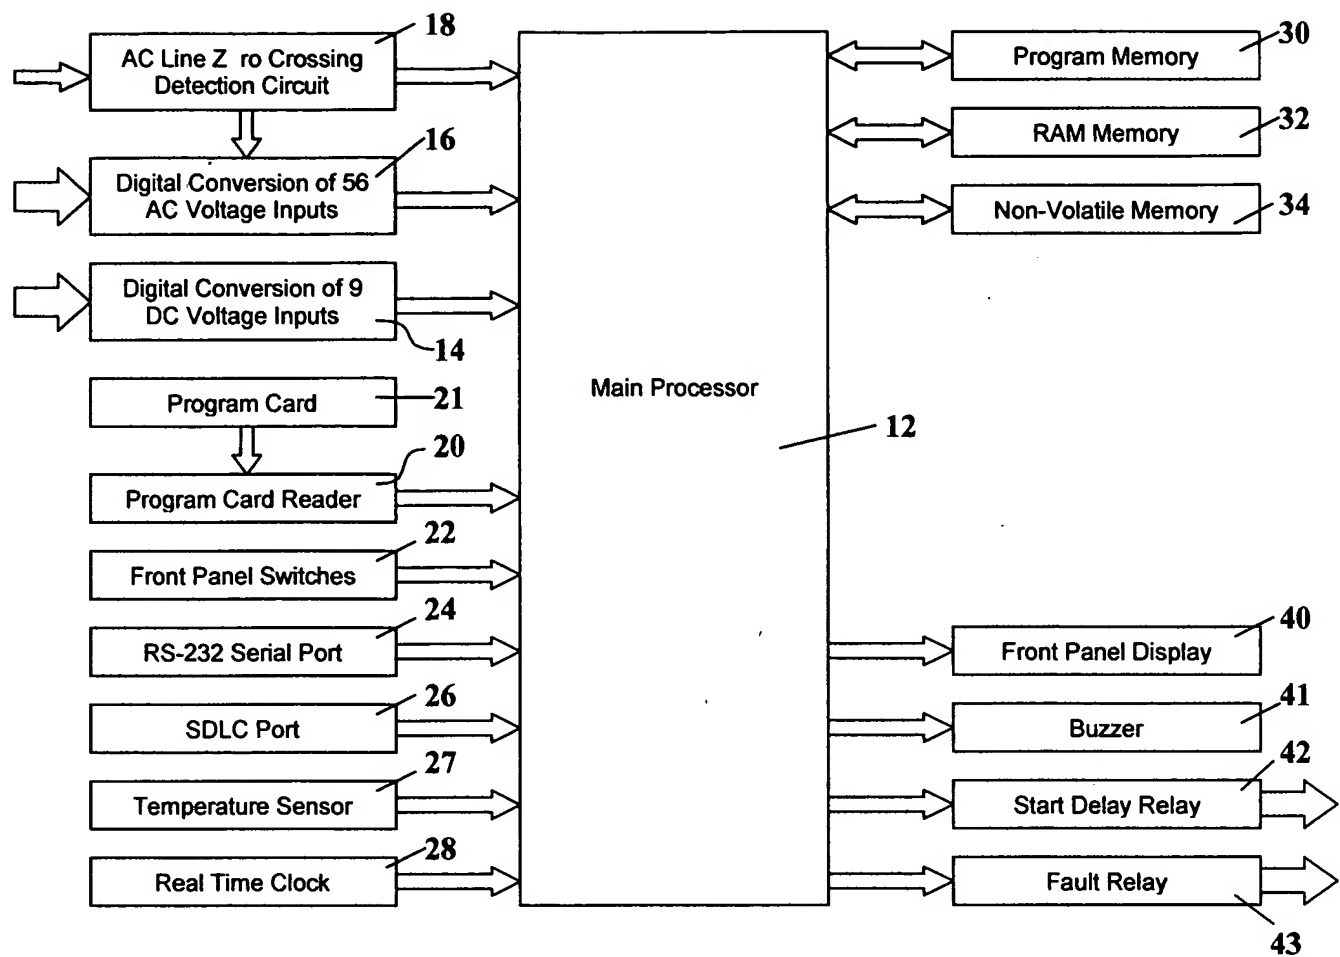 18
AC Line Z ro Crossing
Detection Circuit
16
Digital Conversion of 56
AC Voltage Inputs
Digital Conversion of 9
DC Voltage Inputs
14
Program Card
21
20
Program Card Reader
22
Front Panel Switches
24
RS-232 Serial Port
26
SDLC Port
27
Temperature Sensor
28
Real Time Clock
Main Processor
12
30
Program Memory
32
RAM Memory
Non-Volatile Memory
34
40
Front Panel Display
41
Buzzer
42
Start Delay Relay
Fault Relay
43